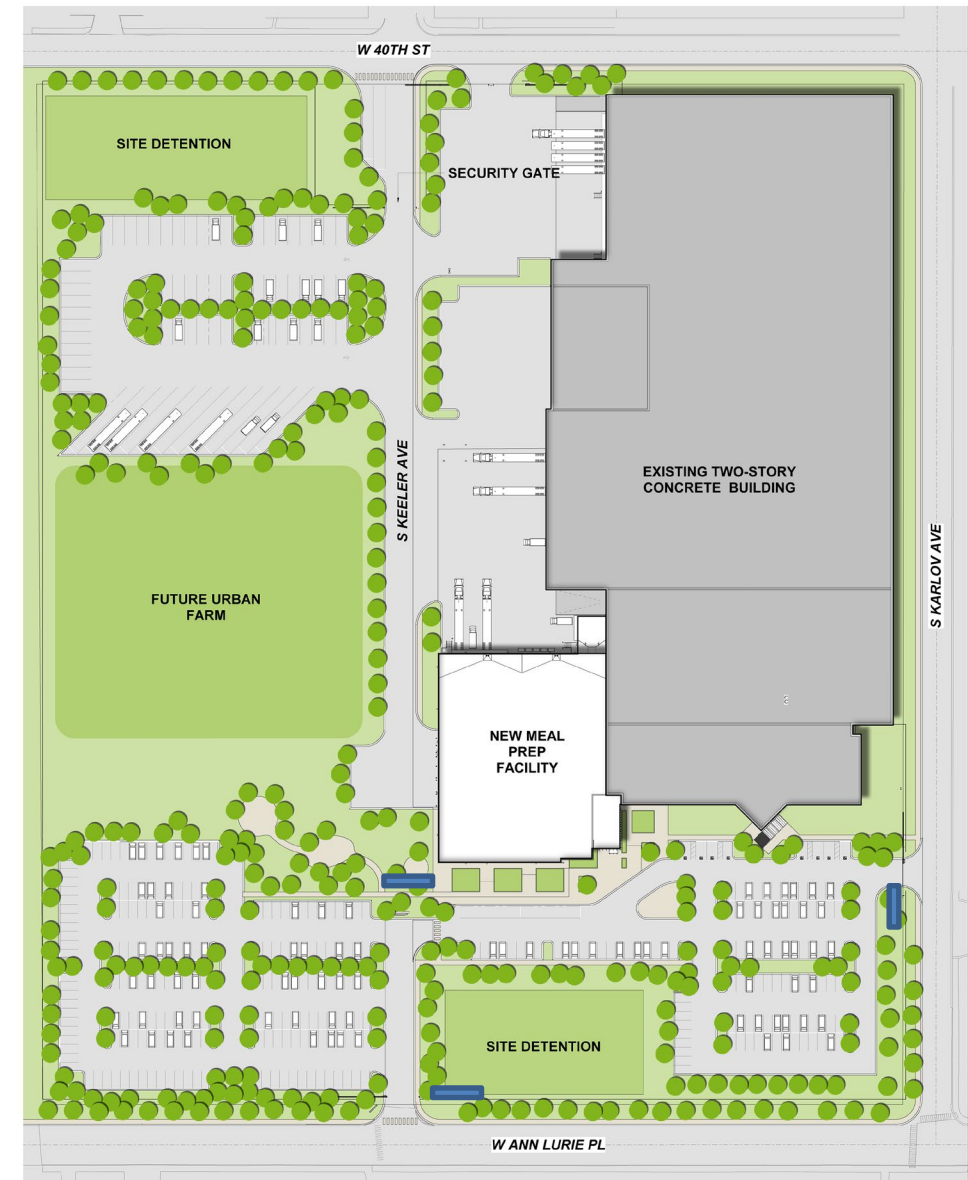 W 40TH ST
SITE DETENTION
SECURITY GATE
S KEELER AVE
EXISTING TWO-STORY
CONCRETE BUILDING
S KARLOV AVE
FUTURE URBAN
FARM
NEW MEAL
PREP
FACILITY
SITE DETENTION
W ANN LURIE PL